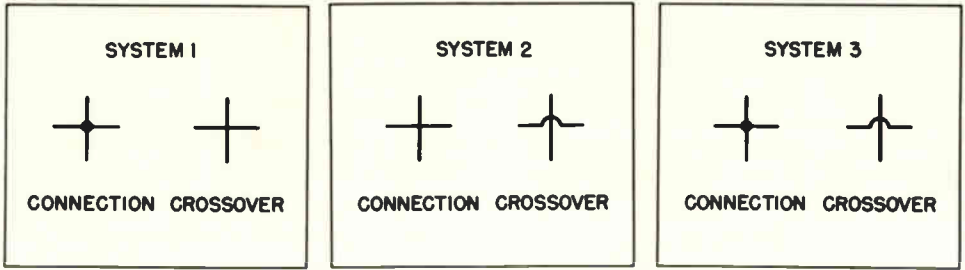 SYSTEM 1
CONNECTION CROSSOVER
SYSTEM 2
CONNECTION CROSSOVER
SYSTEM 3
CONNECTION CROSSOVER